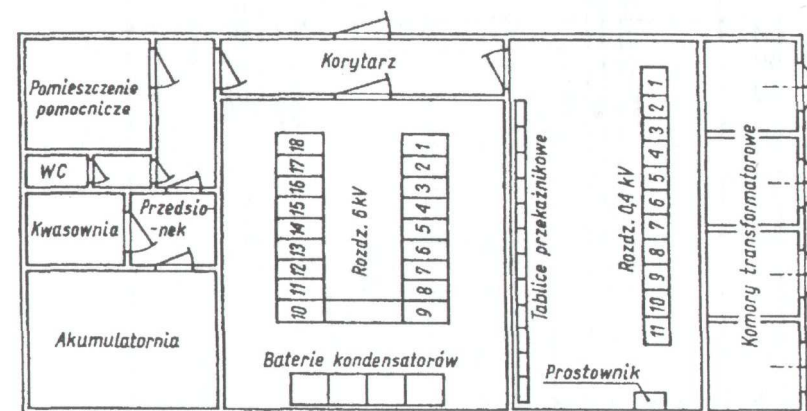 Pomieszczenie
pomocnicze
WC
Kwasownia
Przedsio-
-nek
Akumulatornia
Korytarz
18
17
16
15
14
13
12
11
10
Rozdz. 6 kV
1
2
3
4
5
6
7
8
9
Baterie kondensatorów
Tablice przekaźnikowe
Rozdz. 0,4 kV
1
2
3
4
5
6
7
8
9
10
11
Prostownik
Komory transformatorowe